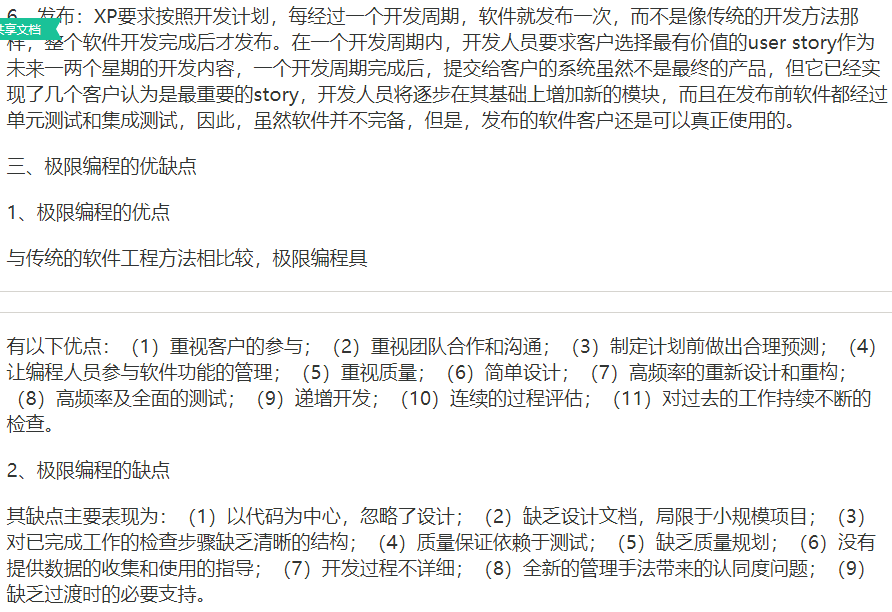 6、发布：XP要求按照开发计划，每经过一个开发周期，软件就发布一次，而不是像传统的开发方法那
享文档
样，整个软件开发完成后才发布。在一个开发周期内，开发人员要求客户选择最有价值的user story作为
未来一两个星期的开发内容，一个开发周期完成后，提交给客户的系统虽然不是最终的产品，但它已经实
现了几个客户认为是最重要的story，开发人员将逐步在其基础上增加新的模块，而且在发布前软件都经过
单元测试和集成测试，因此，虽然软件并不完备，但是，发布的软件客户还是可以真正使用的。
三、极限编程的优缺点
1、极限编程的优点
与传统的软件工程方法相比较，极限编程具
有以下优点：（1）重视客户的参与；（2）重视团队合作和沟通；（3）制定计划前做出合理预测；（4）
让编程人员参与软件功能的管理；（5）重视质量；（6）简单设计；（7）高频率的重新设计和重构；
（8）高频率及全面的测试；（9）递增开发；（10）连续的过程评估；（11）对过去的工作持续不断的
检查。
2、极限编程的缺点
其缺点主要表现为：（1）以代码为中心，忽略了设计；（2）缺乏设计文档，局限于小规模项目；（3）
对已完成工作的检查步骤缺乏清晰的结构；（4）质量保证依赖于测试；（5）缺乏质量规划；（6）没有
提供数据的收集和使用的指导；（7）开发过程不详细；（8）全新的管理手法带来的认同度问题；（9）
缺乏过渡时的必要支持。